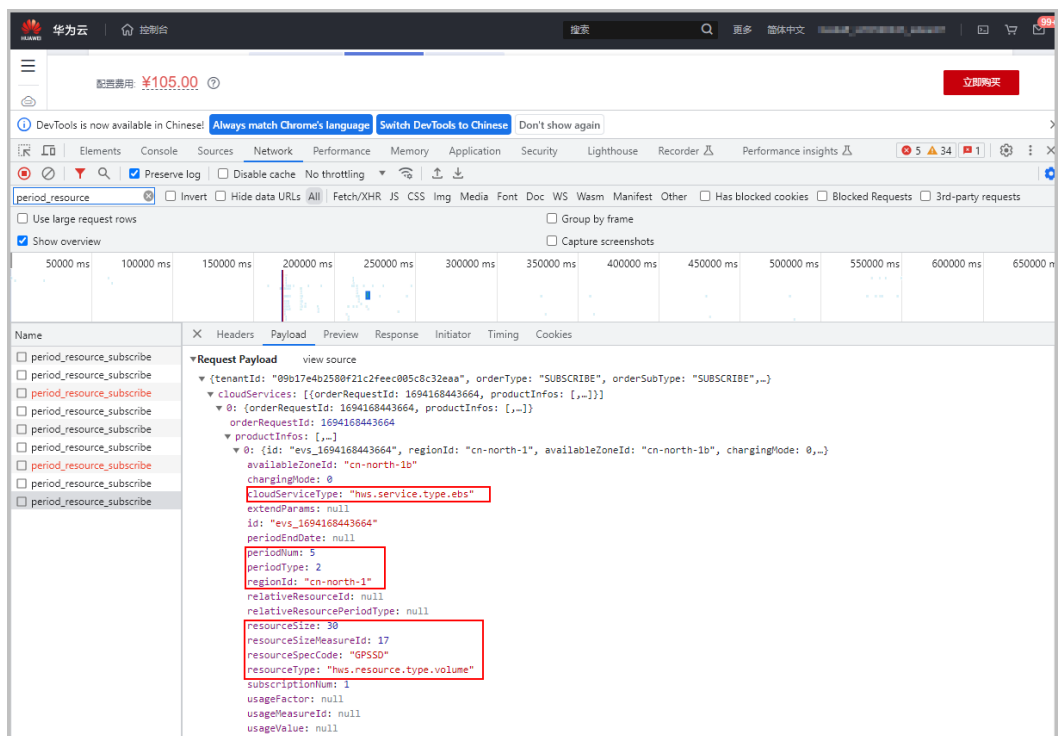 HUAWEI 华为云 控制台 搜索 更多 简体中文 99+
配置费用: ¥105.00 立即购买
DevTools is now available in Chinese! Always match Chrome's language Switch DevTools to Chinese Don't show again
Elements Console Sources Network Performance Memory Application Security Lighthouse Recorder Performance insights 5 34 1
Preserve log Disable cache No throttling
period_resource Invert Hide data URLs All Fetch/XHR JS CSS Img Media Font Doc WS Wasm Manifest Other Has blocked cookies Blocked Requests 3rd-party requests
Use large request rows Group by frame
Show overview Capture screenshots
50000 ms 100000 ms 150000 ms 200000 ms 250000 ms 300000 ms 350000 ms 400000 ms 450000 ms 500000 ms 550000 ms 600000 ms 650000 m
Name Headers Payload Preview Response Initiator Timing Cookies
period_resource_subscribe
period_resource_subscribe
period_resource_subscribe
period_resource_subscribe
period_resource_subscribe
period_resource_subscribe
period_resource_subscribe
period_resource_subscribe
period_resource_subscribe
▼Request Payload view source
▼ {tenantId: "09b17e4b2580f21c2feec005c8c32eaa", orderType: "SUBSCRIBE", orderSubType: "SUBSCRIBE",…}
▼ cloudServices: [{orderRequestId: 1694168443664, productInfos: [,…]}]
▼ 0: {orderRequestId: 1694168443664, productInfos: [,…]}
orderRequestId: 1694168443664
▼ productInfos: [,…]
▼ 0: {id: "evs_1694168443664", regionId: "cn-north-1", availableZoneId: "cn-north-1b", chargingMode: 0,…}
availableZoneId: "cn-north-1b"
chargingMode: 0
cloudServiceType: "hws.service.type.ebs"
extendParams: null
id: "evs_1694168443664"
periodEndDate: null
periodNum: 5
periodType: 2
regionId: "cn-north-1"
relativeResourceId: null
relativeResourcePeriodType: null
resourceSize: 30
resourceSizeMeasureId: 17
resourceSpecCode: "GPSSD"
resourceType: "hws.resource.type.volume"
subscriptionNum: 1
usageFactor: null
usageMeasureId: null
usageValue: null